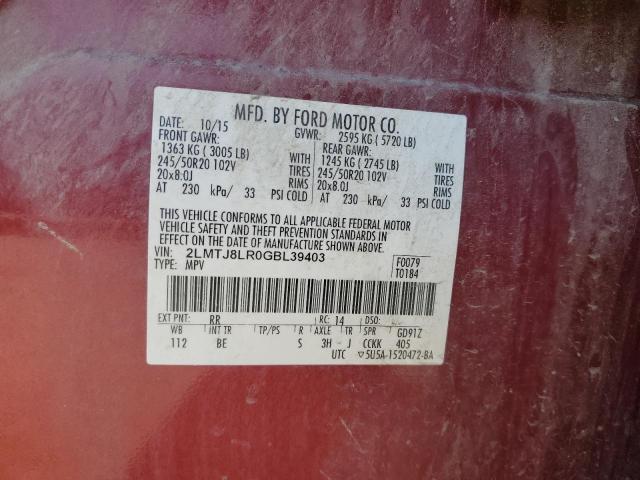 MFD. BY FORD MOTOR CO.
DATE: 10/15 GVWR: 2595 KG ( 5720 LB)
FRONT GAWR: REAR GAWR:
1363 KG ( 3005 LB) WITH 1245 KG ( 2745 LB) WITH
245/50R20 102V TIRES 245/50R20 102V TIRES
20x8.0J RIMS 20x8.0J RIMS
AT 230 kPa/ 33 PSI COLD AT 230 kPa/ 33 PSI COLD
THIS VEHICLE CONFORMS TO ALL APPLICABLE FEDERAL MOTOR
VEHICLE SAFETY AND THEFT PREVENTION STANDARDS IN
EFFECT ON THE DATE OF MANUFACTURE SHOWN ABOVE.
VIN: 2LMTJ8LR0GBL39403 F0079
TYPE: MPV T0184
EXT PNT: RR RC: 14 DSO:
WB INT TR TP/PS R AXLE TR SPR GD91Z
112 BE S 3H J CCKK 405
UTC ▽5U5A-1520472-BA